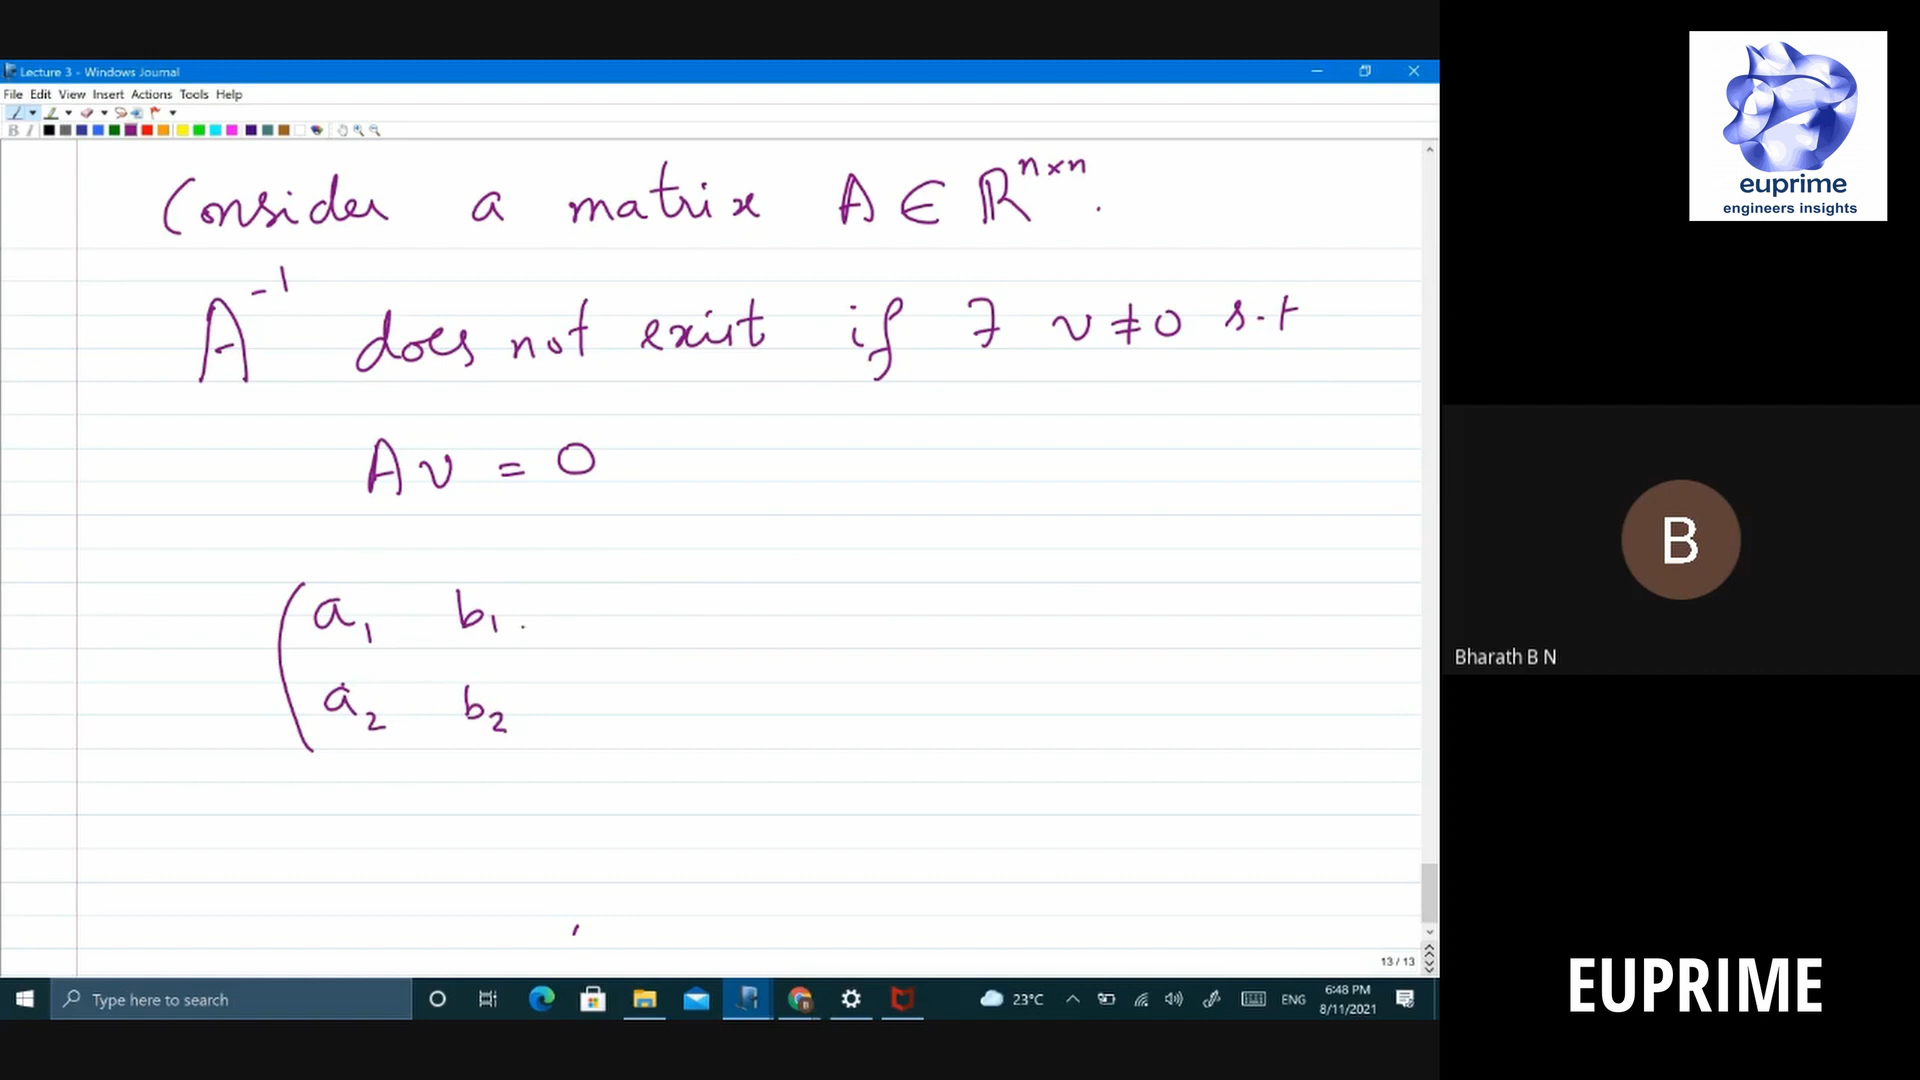 Lecture 3 - Windows Journal
File Edit View Insert Actions Tools Help
B I
Consider a matrix A ∈ ℝⁿˣⁿ.
A⁻¹ does not exist if ∃ v ≠ 0 s.t
A v = 0
( a₁ b₁.
a₂ b₂
13 / 13
Type here to search
23°C
ENG
6:48 PM
8/11/2021
euprime
engineers insights
B
Bharath B N
EUPRIME